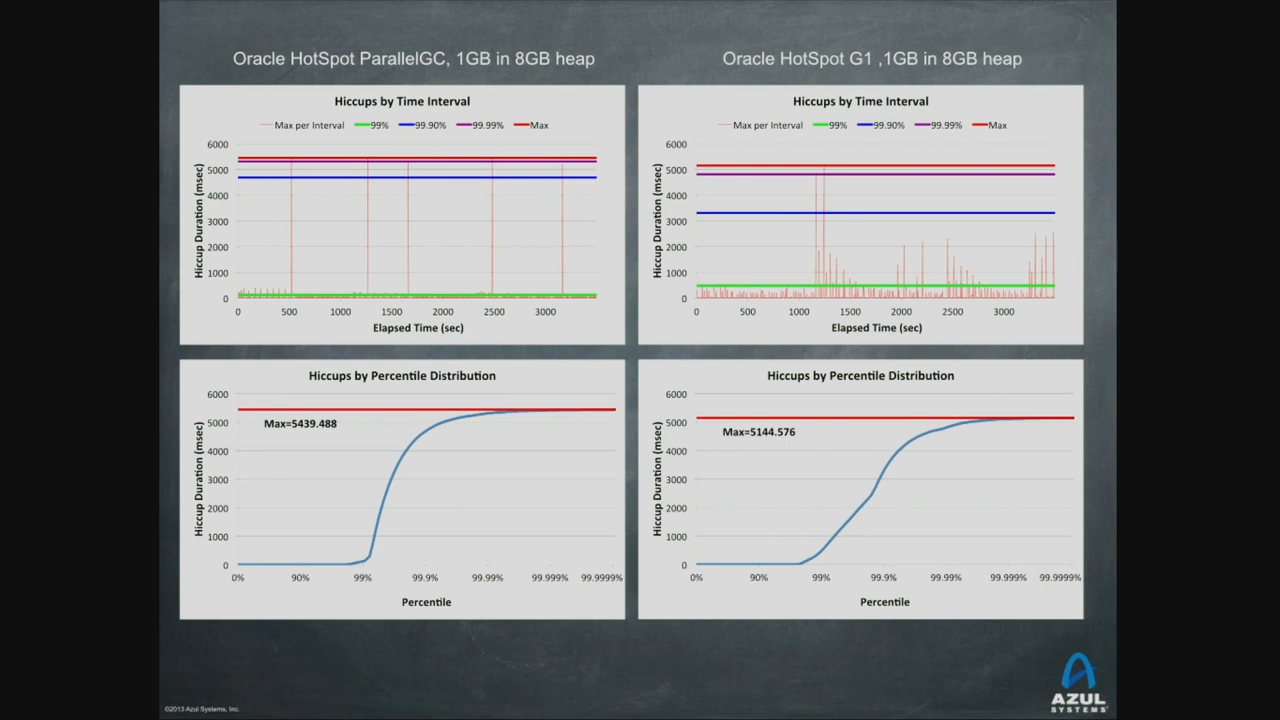 Oracle HotSpot ParallelGC, 1GB in 8GB heap
Hiccups by Time Interval
Max per Interval 99% 99.90% 99.99% Max
6000
5000
4000
3000
2000
1000
0
Hiccup Duration (msec)
0 500 1000 1500 2000 2500 3000
Elapsed Time (sec)
Oracle HotSpot G1 ,1GB in 8GB heap
Hiccups by Time Interval
Max per Interval 99% 99.90% 99.99% Max
6000
5000
4000
3000
2000
1000
0
Hiccup Duration (msec)
0 500 1000 1500 2000 2500 3000
Elapsed Time (sec)
Hiccups by Percentile Distribution
6000
5000
4000
3000
2000
1000
0
Hiccup Duration (msec)
Max=5439.488
0% 90% 99% 99.9% 99.99% 99.999% 99.9999%
Percentile
Hiccups by Percentile Distribution
6000
5000
4000
3000
2000
1000
0
Hiccup Duration (msec)
Max=5144.576
0% 90% 99% 99.9% 99.99% 99.999% 99.9999%
Percentile
©2013 Azul Systems, Inc.
AZUL
SYSTEMS